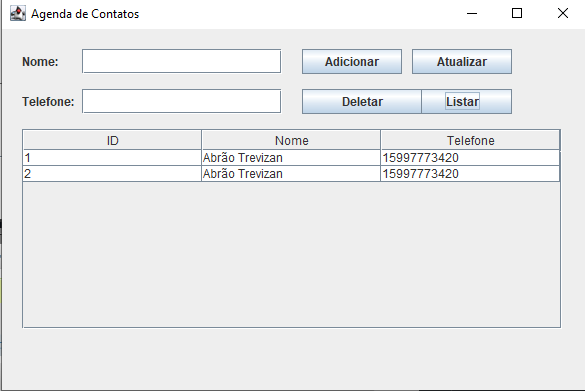 Agenda de Contatos
Nome: Adicionar Atualizar
Telefone: Deletar Listar
ID Nome Telefone
1 Abrão Trevizan 15997773420
2 Abrão Trevizan 15997773420